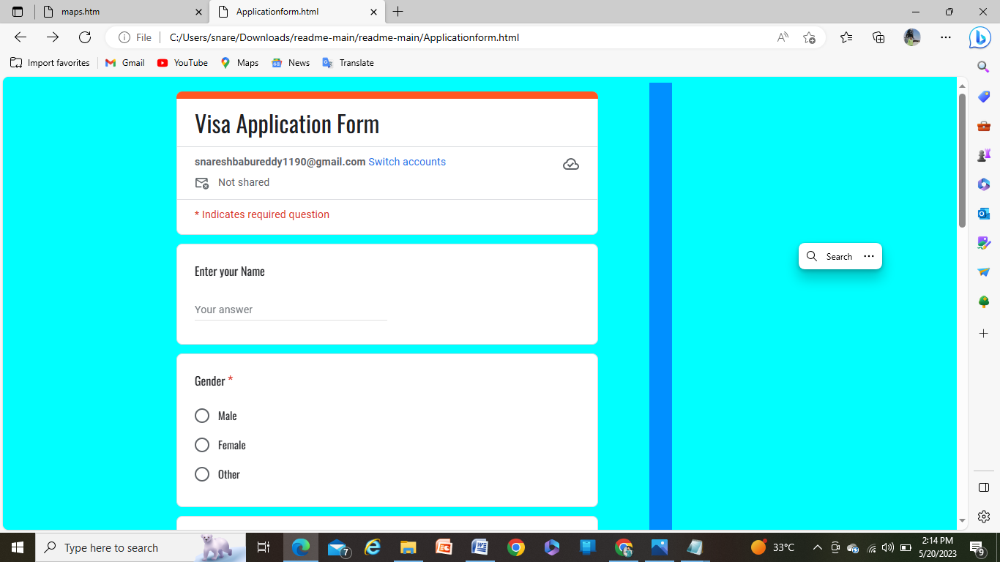 maps.htm
Applicationform.html
File
C:/Users/snare/Downloads/readme-main/readme-main/Applicationform.html
Import favorites
Gmail
YouTube
Maps
News
Translate
Visa Application Form
snareshbabureddy1190@gmail.com Switch accounts
Not shared
* Indicates required question
Enter your Name
Your answer
Gender *
Male
Female
Other
Search
Type here to search
7
33°C
2:14 PM
5/20/2023
9